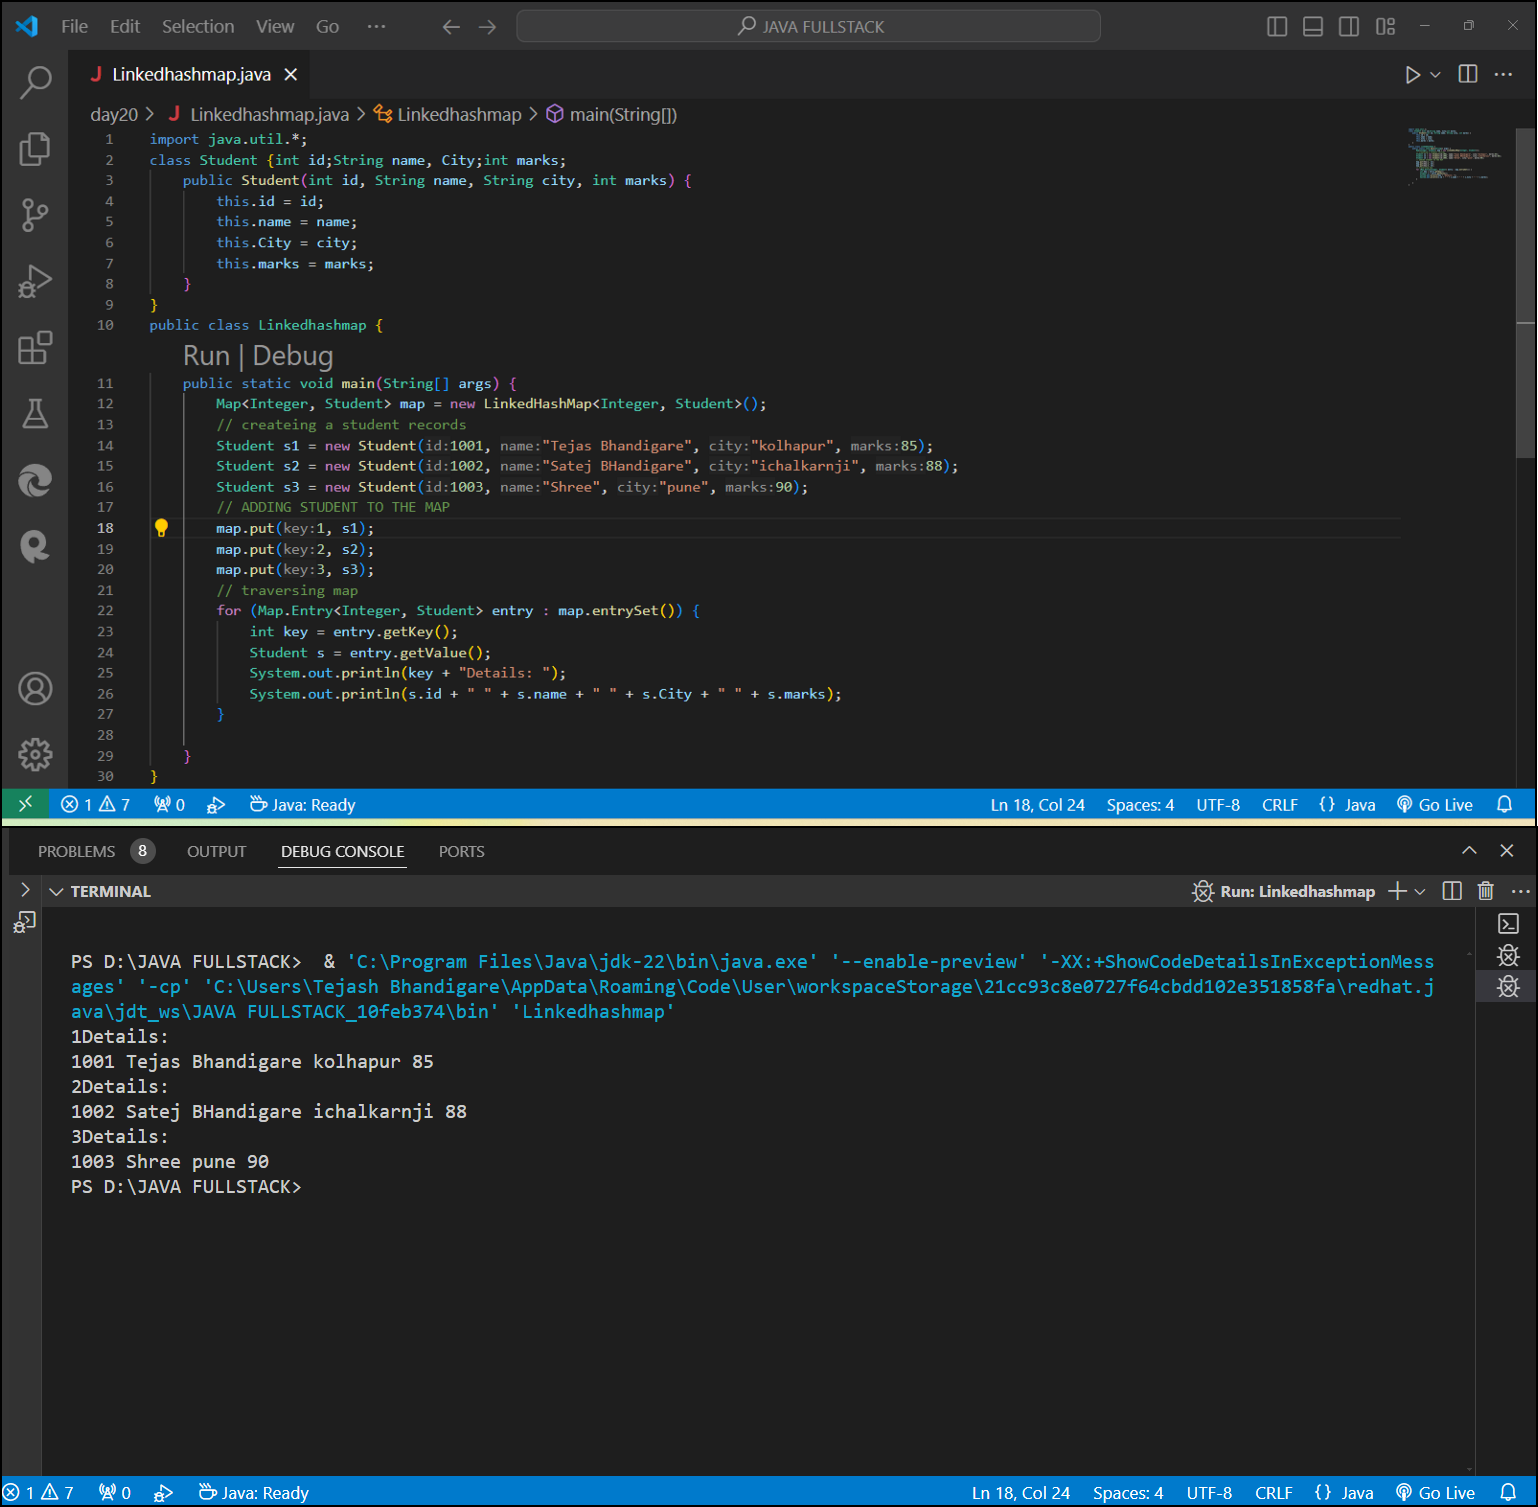 File Edit Selection View Go ··· JAVA FULLSTACK
J Linkedhashmap.java
day20 > J Linkedhashmap.java > Linkedhashmap > main(String[])
1 import java.util.*;
2 class Student {int id;String name, City;int marks;
3 public Student(int id, String name, String city, int marks) {
4 this.id = id;
5 this.name = name;
6 this.City = city;
7 this.marks = marks;
8 }
9 }
10 public class Linkedhashmap {
Run | Debug
11 public static void main(String[] args) {
12 Map<Integer, Student> map = new LinkedHashMap<Integer, Student>();
13 // createing a student records
14 Student s1 = new Student(id:1001, name:"Tejas Bhandigare", city:"kolhapur", marks:85);
15 Student s2 = new Student(id:1002, name:"Satej BHandigare", city:"ichalkarnji", marks:88);
16 Student s3 = new Student(id:1003, name:"Shree", city:"pune", marks:90);
17 // ADDING STUDENT TO THE MAP
18 map.put(key:1, s1);
19 map.put(key:2, s2);
20 map.put(key:3, s3);
21 // traversing map
22 for (Map.Entry<Integer, Student> entry : map.entrySet()) {
23 int key = entry.getKey();
24 Student s = entry.getValue();
25 System.out.println(key + "Details: ");
26 System.out.println(s.id + " " + s.name + " " + s.City + " " + s.marks);
27 }
28
29 }
30 }
1 7 0 Java: Ready Ln 18, Col 24 Spaces: 4 UTF-8 CRLF {} Java Go Live
PROBLEMS 8 OUTPUT DEBUG CONSOLE PORTS
TERMINAL Run: Linkedhashmap
PS D:\JAVA FULLSTACK>  & 'C:\Program Files\Java\jdk-22\bin\java.exe' '--enable-preview' '-XX:+ShowCodeDetailsInExceptionMess
ages' '-cp' 'C:\Users\Tejash Bhandigare\AppData\Roaming\Code\User\workspaceStorage\21cc93c8e0727f64cbdd102e351858fa\redhat.j
ava\jdt_ws\JAVA FULLSTACK_10feb374\bin' 'Linkedhashmap'
1Details:
1001 Tejas Bhandigare kolhapur 85
2Details:
1002 Satej BHandigare ichalkarnji 88
3Details:
1003 Shree pune 90
PS D:\JAVA FULLSTACK>
1 7 0 Java: Ready Ln 18, Col 24 Spaces: 4 UTF-8 CRLF {} Java Go Live